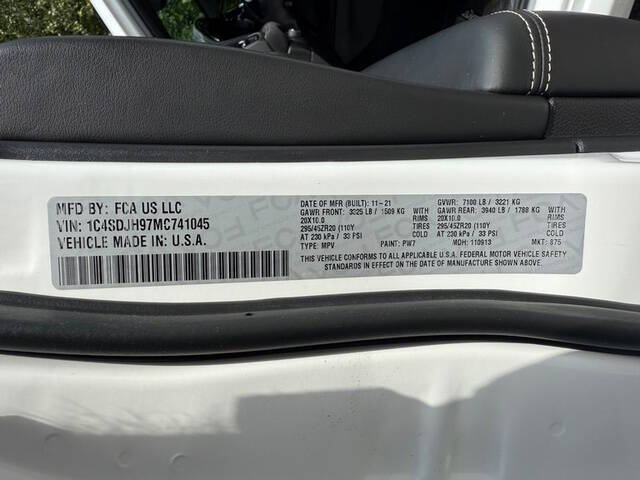 MFD BY: FCA US LLC
VIN: 1C4SDJH97MC741045
VEHICLE MADE IN: U.S.A.
DATE OF MFR (BUILT): 11-21
GAWR FRONT: 3325 LB / 1509 KG
20X10.0 RIMS
295/45ZR20 (110Y TIRES
AT 230 kPa / 33 PSI COLD
TYPE: MPV PAINT: PW7
GVWR: 7100 LB / 3221 KG
WITH GAWR REAR: 3940 LB / 1788 KG WITH
20X10.0 RIMS
295/45ZR20 (110Y TIRES
AT 230 kPa / 33 PSI COLD
MDH: 110913 MKT: 875
THIS VEHICLE CONFORMS TO ALL APPLICABLE U.S.A. FEDERAL MOTOR VEHICLE SAFETY
STANDARDS IN EFFECT ON THE DATE OF MANUFACTURE SHOWN ABOVE.